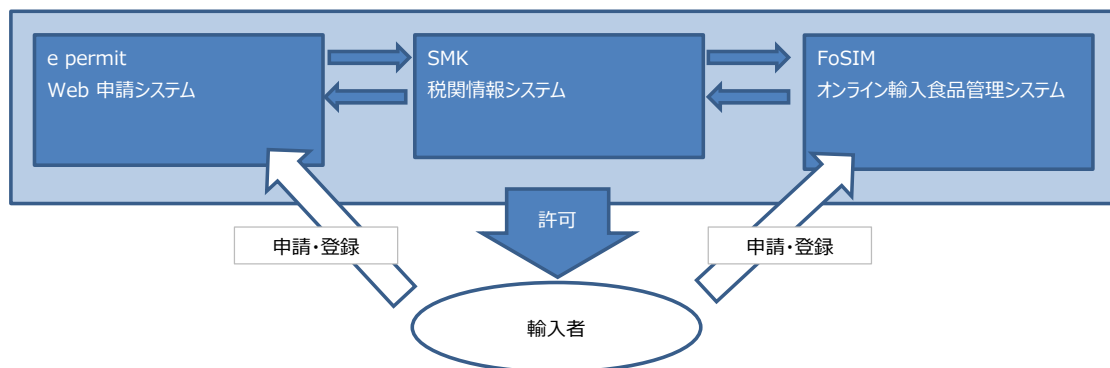 e permit
Web 申請システム
SMK
税関情報システム
FoSIM
オンライン輸入食品管理システム
許可
申請・登録
申請・登録
輸入者